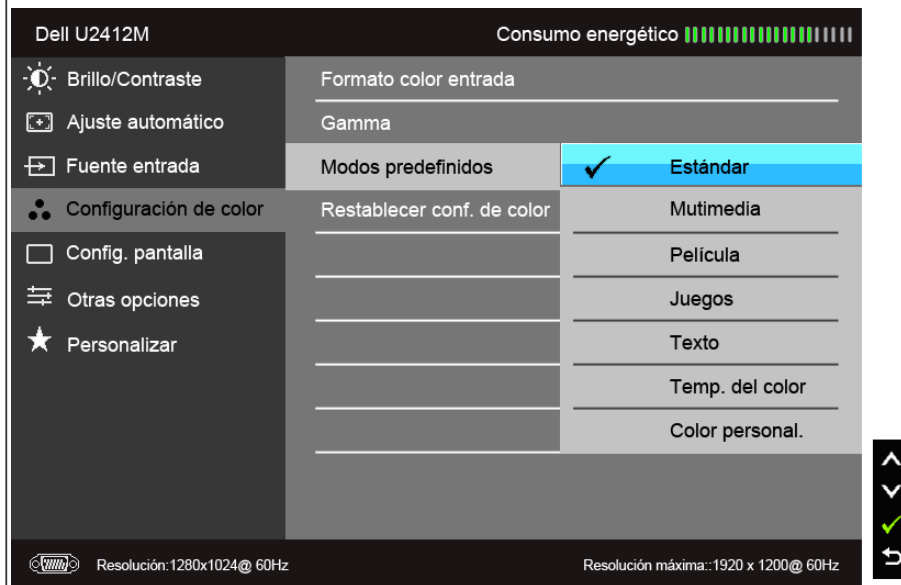 Dell U2412M Consumo energético
Brillo/Contraste Formato color entrada
Ajuste automático Gamma
Fuente entrada Modos predefinidos Estándar
Configuración de color Restablecer conf. de color Mutimedia
Config. pantalla Película
Otras opciones Juegos
Personalizar Texto
Temp. del color
Color personal.
Resolución:1280x1024@ 60Hz Resolución máxima::1920 x 1200@ 60Hz